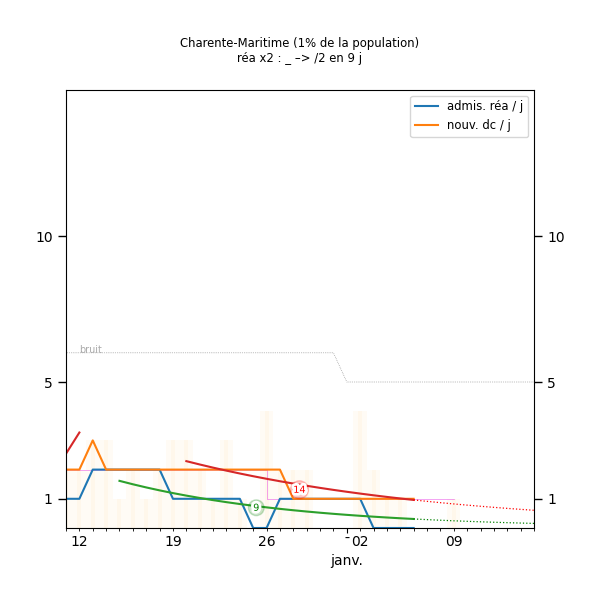 Charente-Maritime (1% de la population)
réa x2 : _ –> /2 en 9 j
admis. réa / j
nouv. dc / j
10
10
bruit
5
5
14
9
1
1
12
19
26
02
09
janv.